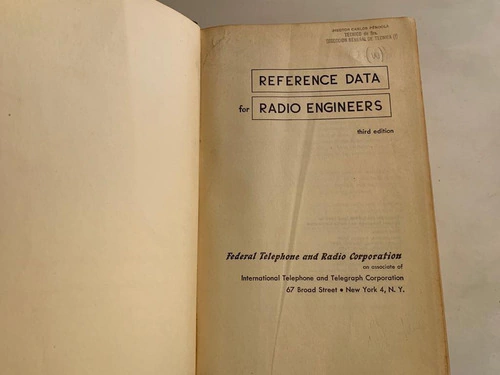 REFERENCE DATA
for RADIO ENGINEERS
third edition
Federal Telephone and Radio Corporation
an associate of
International Telephone and Telegraph Corporation
67 Broad Street • New York 4, N. Y.